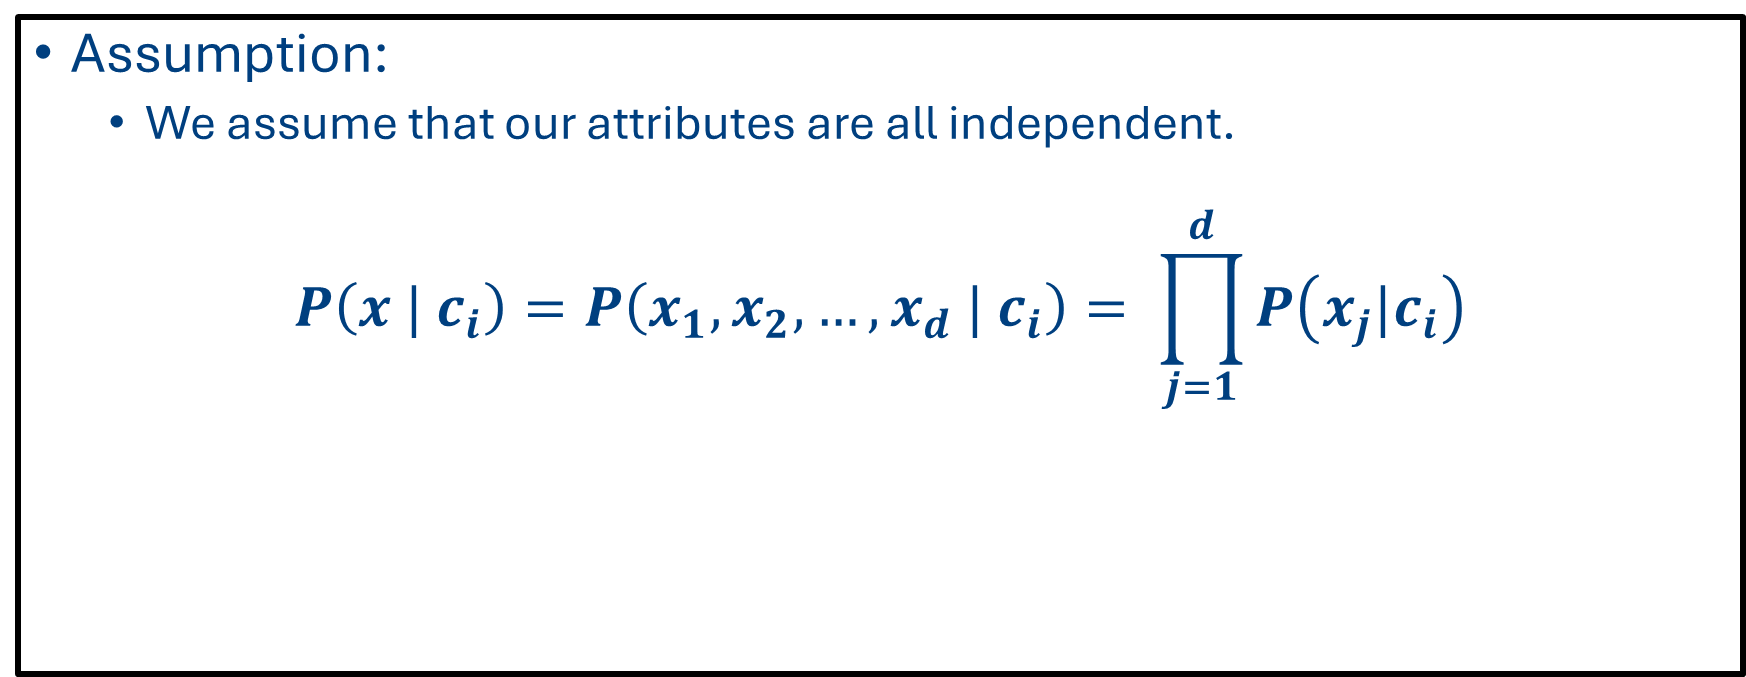 • Assumption:
• We assume that our attributes are all independent.
P(x | c_i) = P(x_1, x_2, …, x_d | c_i) = ∏_{j=1}^{d} P(x_j|c_i)